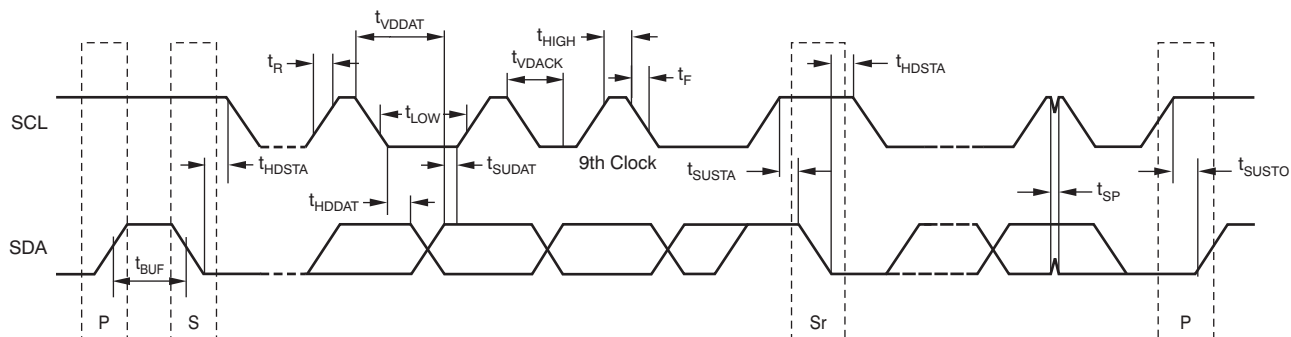 tVDDAT
tHIGH
tR
tVDACK
tF
tHDSTA
SCL
tLOW
9th Clock
tHDSTA
tSUDAT
tSUSTA
tSUSTO
tSP
tHDDAT
SDA
tBUF
P
S
Sr
P